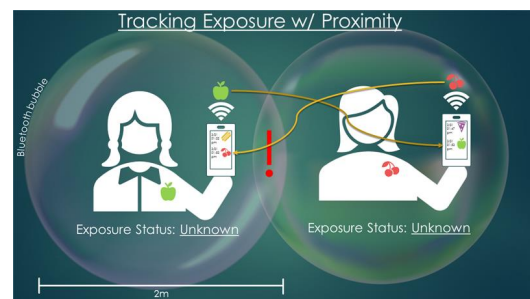 Tracking Exposure w/ Proximity
Bluetooth bubble
!
Exposure Status: Unknown
Exposure Status: Unknown
2m